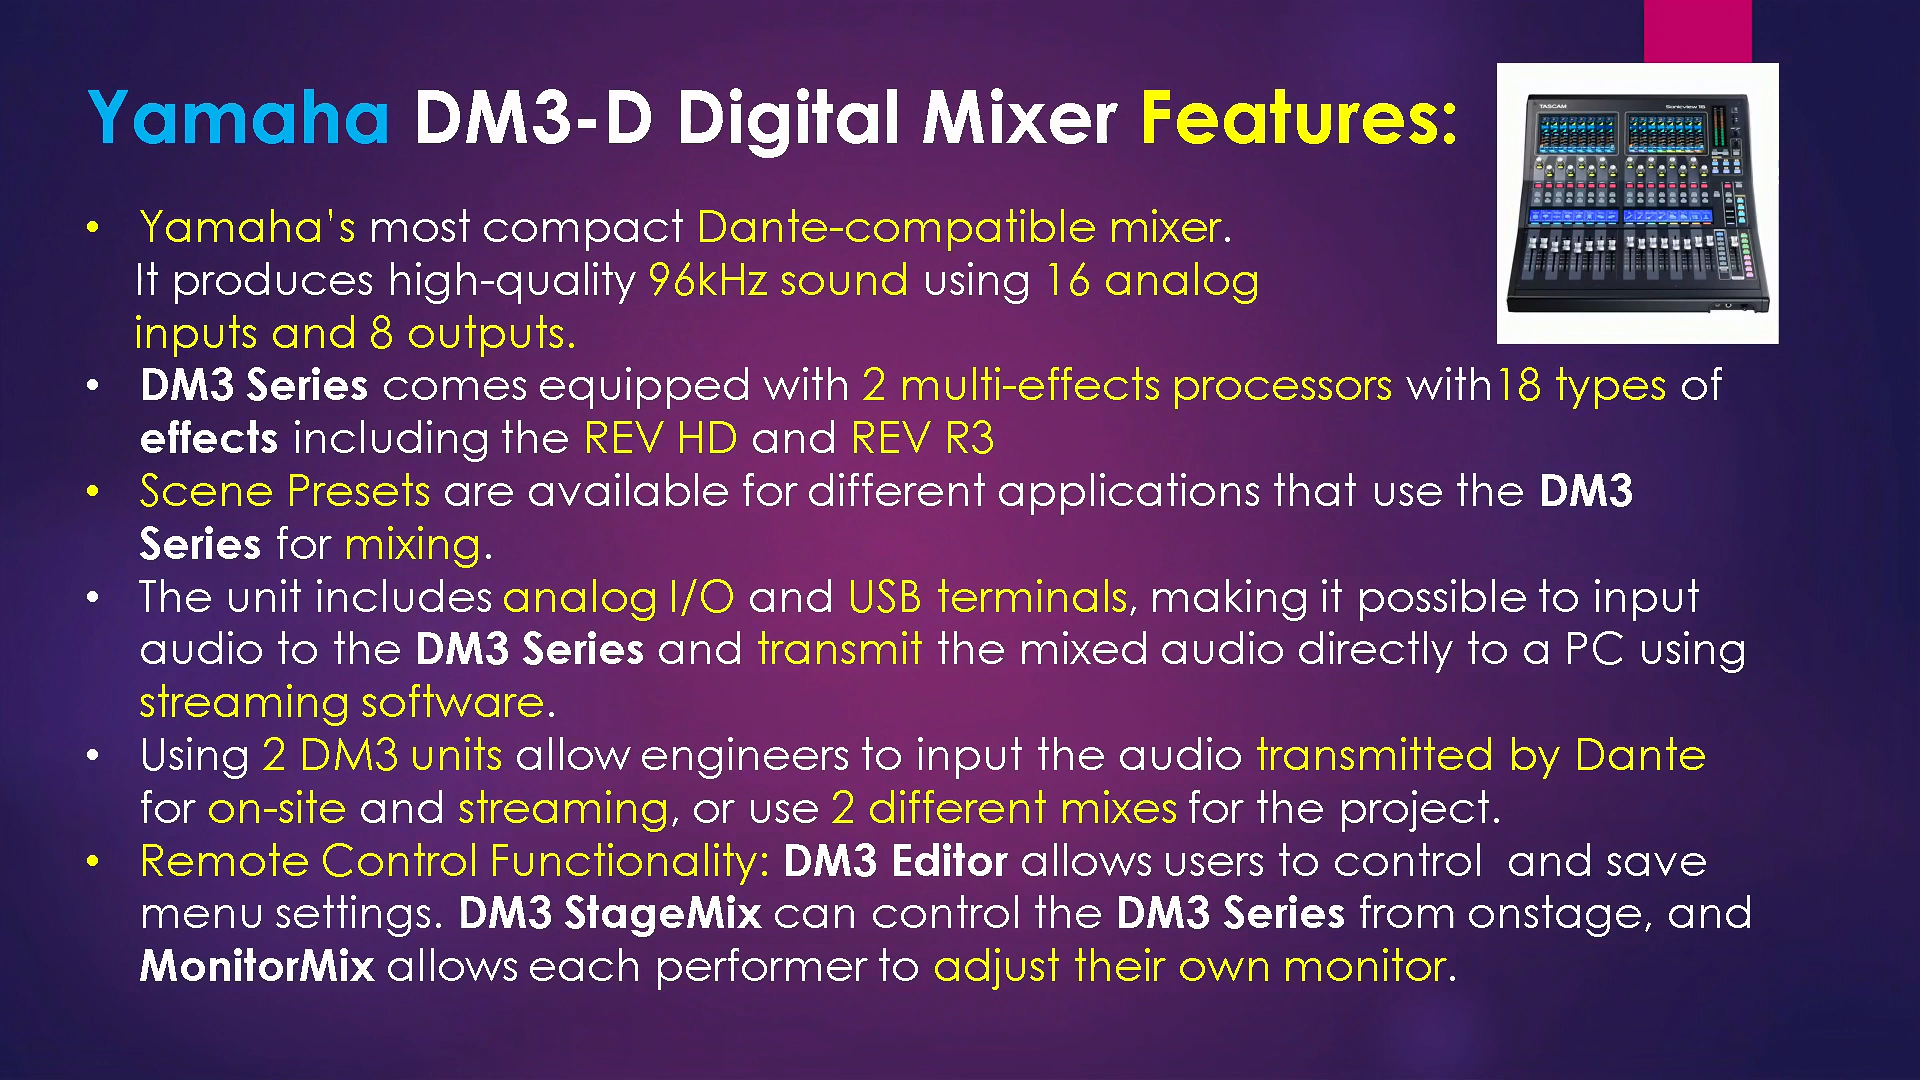 Yamaha DM3-D Digital Mixer Features:
TASCAM
Sonicview 16
• Yamaha's most compact Dante-compatible mixer.
It produces high-quality 96kHz sound using 16 analog
inputs and 8 outputs.
• DM3 Series comes equipped with 2 multi-effects processors with18 types of
effects including the REV HD and REV R3
• Scene Presets are available for different applications that use the DM3
Series for mixing.
• The unit includes analog I/O and USB terminals, making it possible to input
audio to the DM3 Series and transmit the mixed audio directly to a PC using
streaming software.
• Using 2 DM3 units allow engineers to input the audio transmitted by Dante
for on-site and streaming, or use 2 different mixes for the project.
• Remote Control Functionality: DM3 Editor allows users to control  and save
menu settings. DM3 StageMix can control the DM3 Series from onstage, and
MonitorMix allows each performer to adjust their own monitor.